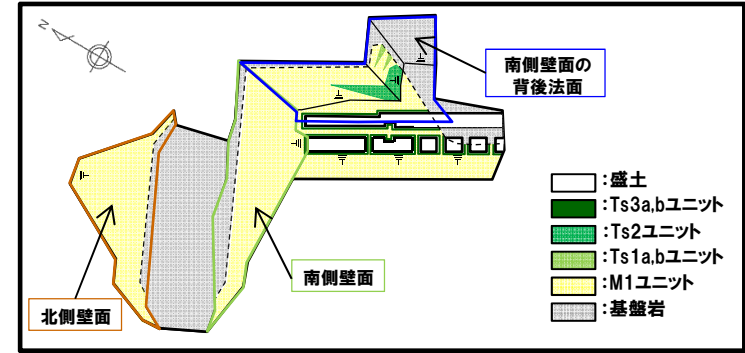 N
南側壁面の
背後法面
:盛土
:Ts3a,bユニット
:Ts2ユニット
:Ts1a,bユニット
:M1ユニット
:基盤岩
南側壁面
北側壁面